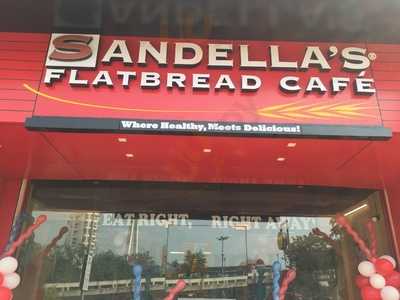 SANDELLA'S®
FLATBREAD CAFÉ
Where Healthy, Meets Delicious!
EAT RIGHT, RIGHT AWAY!